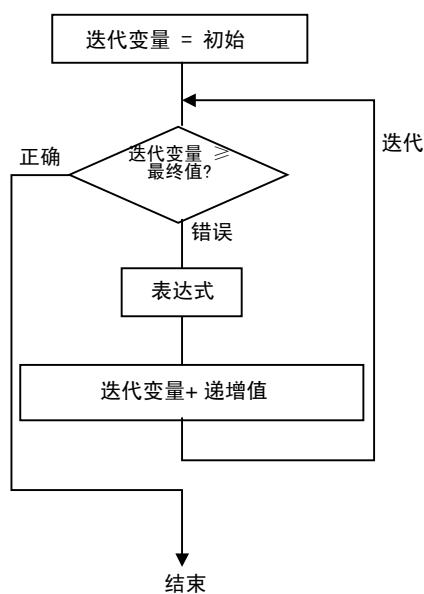 迭代变量 = 初始
迭代
正确
迭代变量 ≥
最终值?
错误
表达式
迭代变量+ 递增值
结束